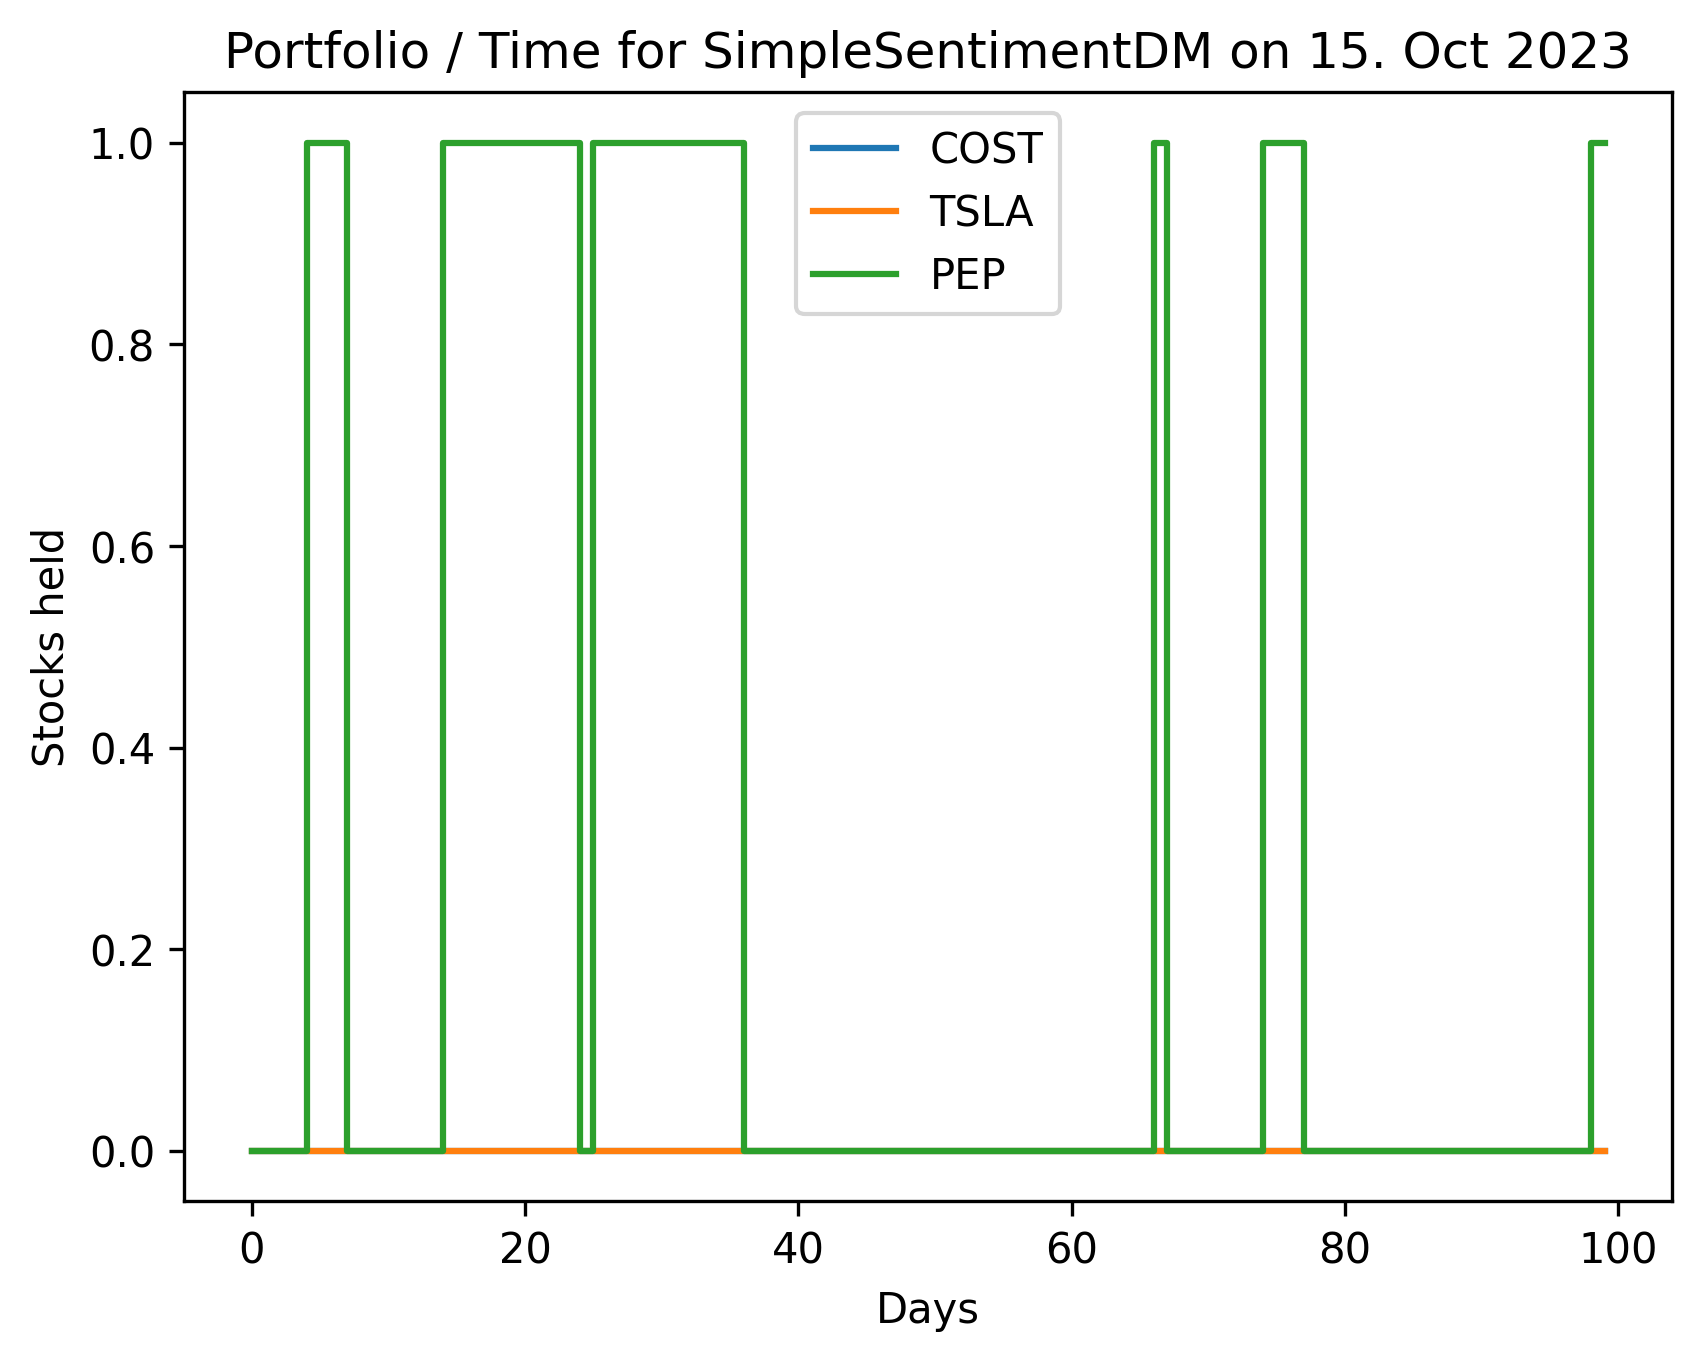 Portfolio / Time for SimpleSentimentDM on 15. Oct 2023
COST
TSLA
PEP
1.0
0.8
0.6
0.4
0.2
0.0
Stocks held
0 20 40 60 80 100
Days